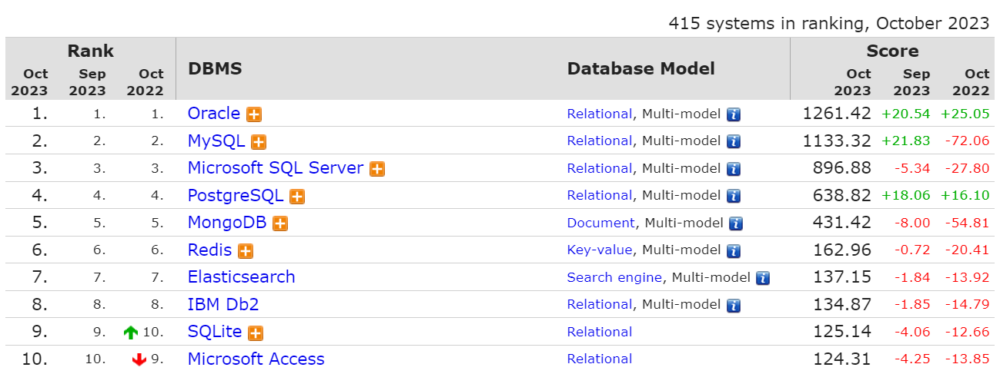 415 systems in ranking, October 2023
Rank DBMS Database Model Score
Oct 2023 Sep 2023 Oct 2022 Oct 2023 Sep 2023 Oct 2022
1. 1. 1. Oracle Relational, Multi-model 1261.42 +20.54 +25.05
2. 2. 2. MySQL Relational, Multi-model 1133.32 +21.83 -72.06
3. 3. 3. Microsoft SQL Server Relational, Multi-model 896.88 -5.34 -27.80
4. 4. 4. PostgreSQL Relational, Multi-model 638.82 +18.06 +16.10
5. 5. 5. MongoDB Document, Multi-model 431.42 -8.00 -54.81
6. 6. 6. Redis Key-value, Multi-model 162.96 -0.72 -20.41
7. 7. 7. Elasticsearch Search engine, Multi-model 137.15 -1.84 -13.92
8. 8. 8. IBM Db2 Relational, Multi-model 134.87 -1.85 -14.79
9. 9. 10. SQLite Relational 125.14 -4.06 -12.66
10. 10. 9. Microsoft Access Relational 124.31 -4.25 -13.85